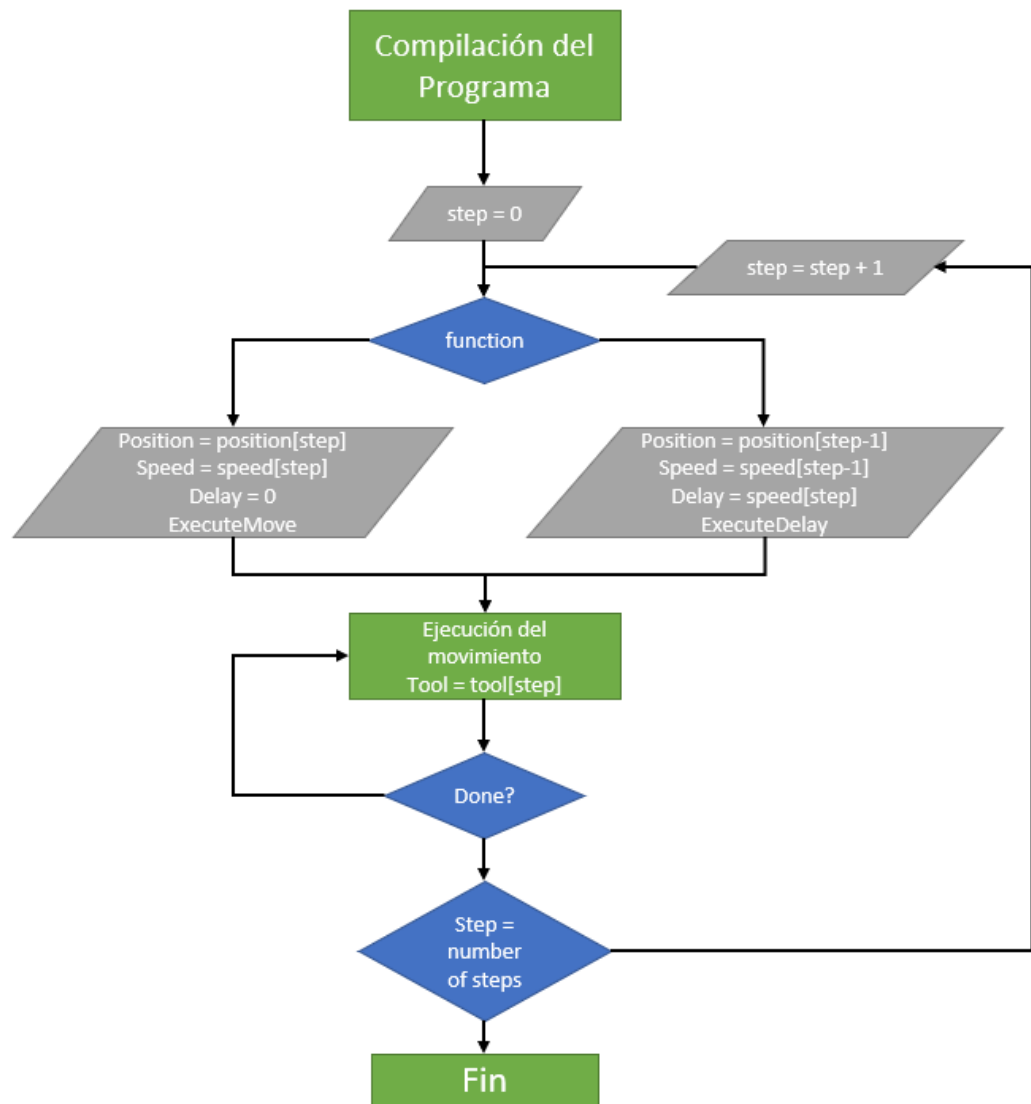 Compilación del
Programa
step = 0
step = step + 1
function
Position = position[step]
Speed = speed[step]
Delay = 0
ExecuteMove
Position = position[step-1]
Speed = speed[step-1]
Delay = speed[step]
ExecuteDelay
Ejecución del
movimiento
Tool = tool[step]
Done?
Step =
number
of steps
Fin